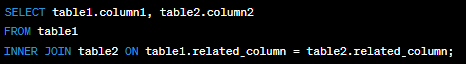 SELECT table1.column1, table2.column2
FROM table1
INNER JOIN table2 ON table1.related_column = table2.related_column;